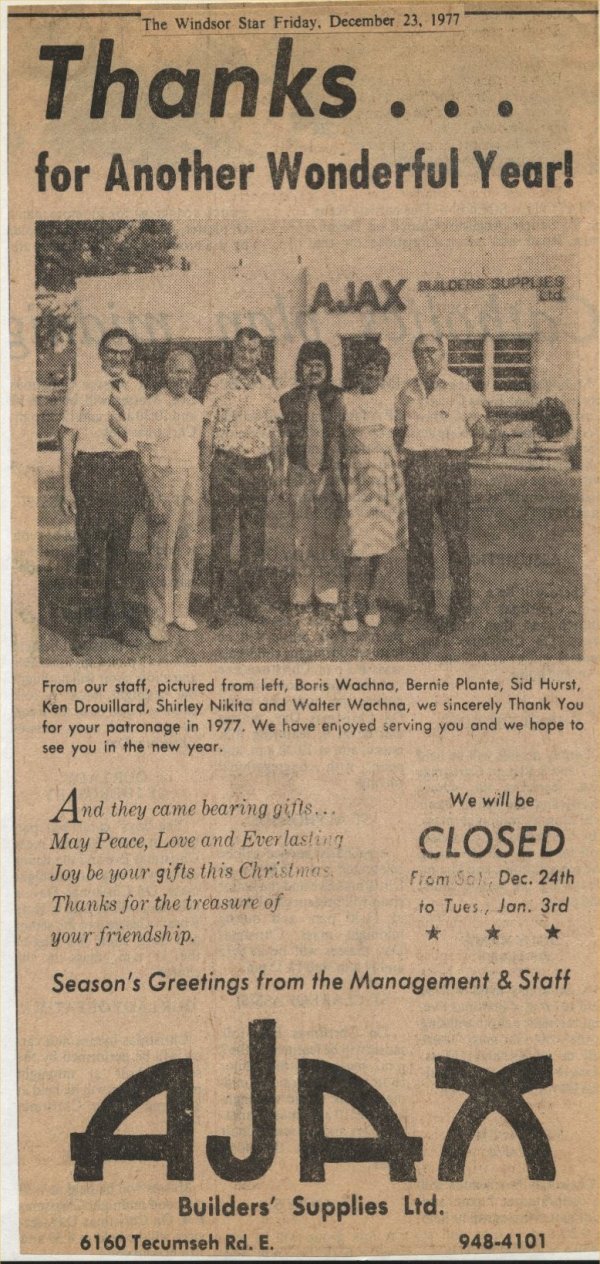 The Windsor Star Friday, December 23, 1977
Thanks . . .
for Another Wonderful Year!
AJAX BUILDERS SUPPLIES
Ltd.
From our staff, pictured from left, Boris Wachna, Bernie Plante, Sid Hurst,
Ken Drouillard, Shirley Nikita and Walter Wachna, we sincerely Thank You
for your patronage in 1977. We have enjoyed serving you and we hope to
see you in the new year.
And they came bearing gifts...
May Peace, Love and Everlasting
Joy be your gifts this Christmas.
Thanks for the treasure of
your friendship.
We will be
CLOSED
From Sat., Dec. 24th
to Tues., Jan. 3rd
★ ★ ★
Season's Greetings from the Management & Staff
AJAX
Builders' Supplies Ltd.
6160 Tecumseh Rd. E. 948-4101